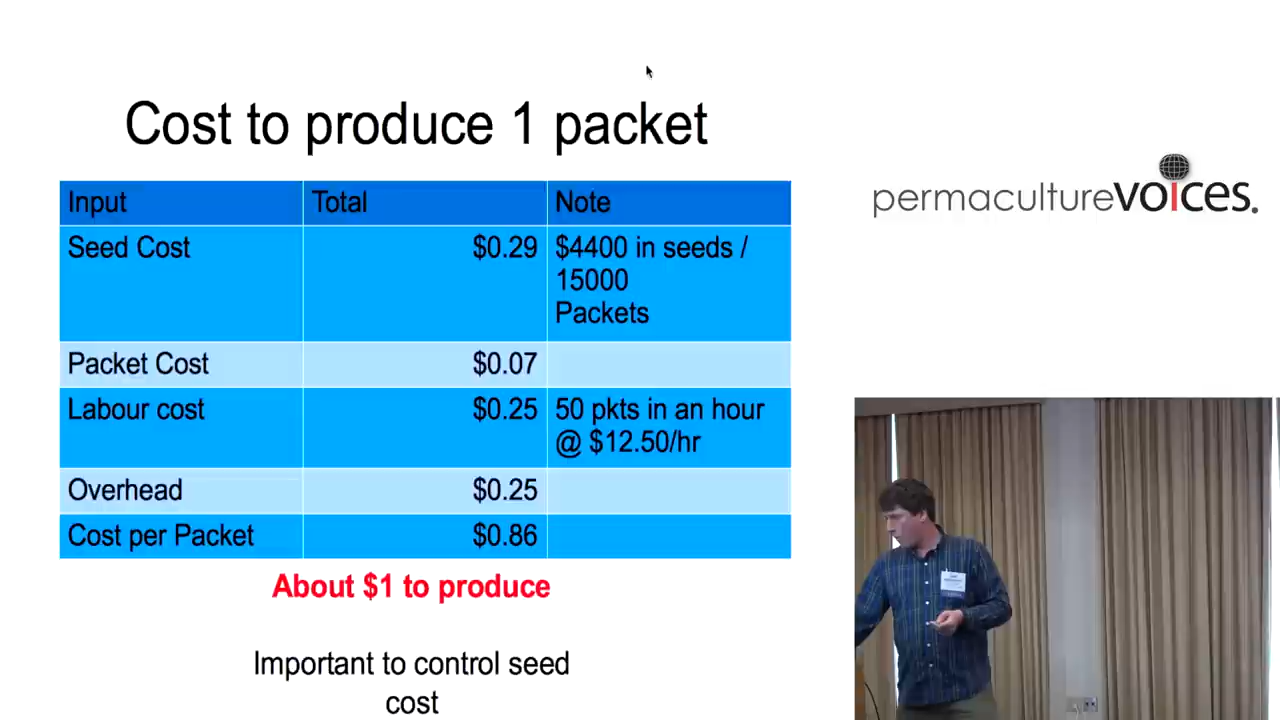 Cost to produce 1 packet
permaculturevoices.
Input Total Note
Seed Cost $0.29 $4400 in seeds /
15000
Packets
Packet Cost $0.07
Labour cost $0.25 50 pkts in an hour
@ $12.50/hr
Overhead $0.25
Cost per Packet $0.86
About $1 to produce
Important to control seed
cost